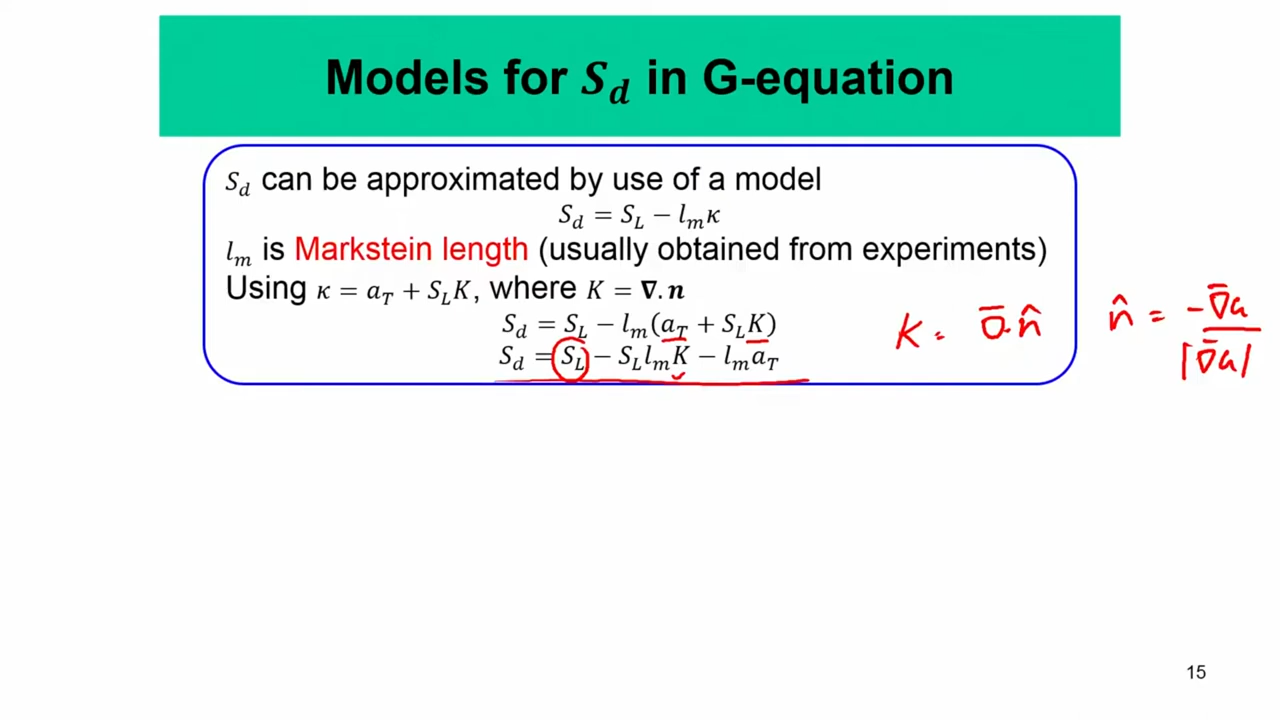 Models for S_d in G-equation
S_d can be approximated by use of a model
S_d = S_L − l_m κ
l_m is Markstein length (usually obtained from experiments)
Using κ = a_T + S_L K, where K = ∇. n
S_d = S_L − l_m(a_T + S_L K)
S_d = S_L − S_L l_m K − l_m a_T
K = ∇̄·n̂
n̂ = −∇̄G / |∇̄G|
15